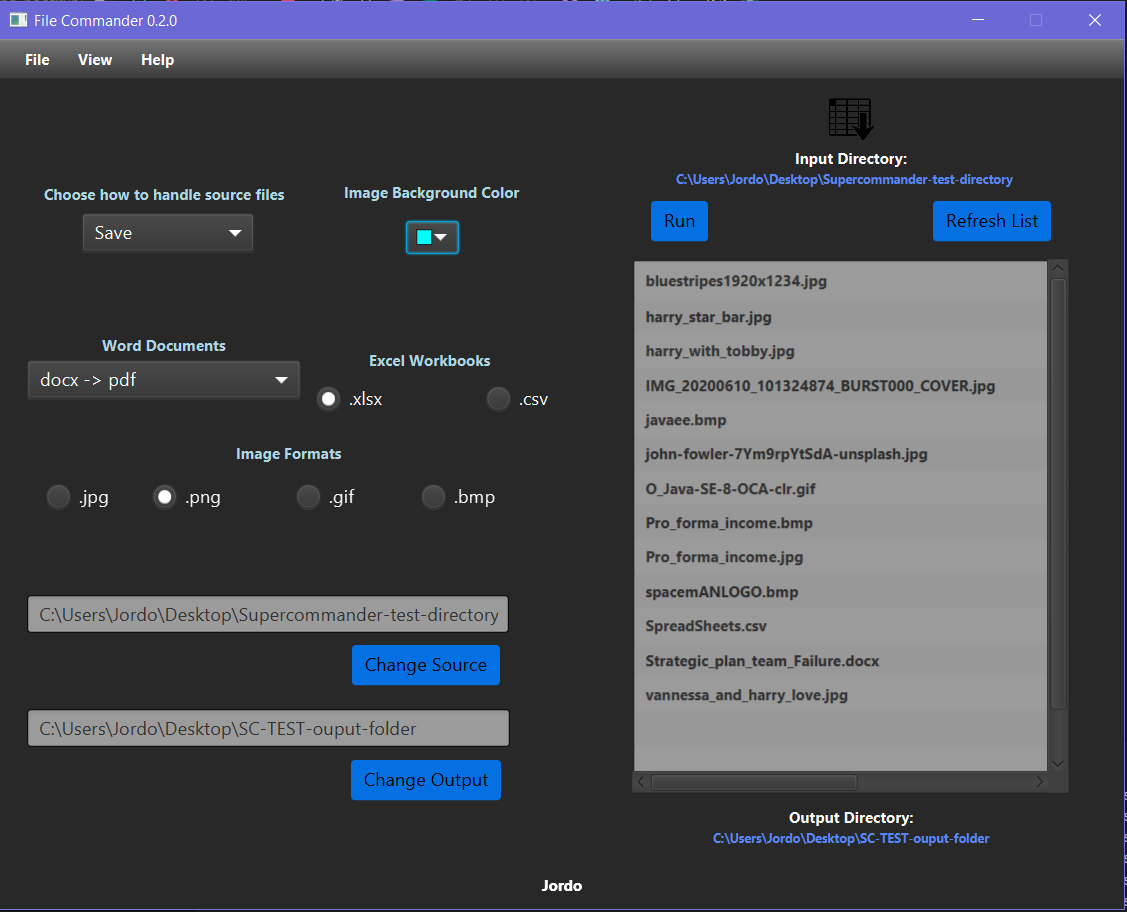 File Commander 0.2.0
File View Help
Choose how to handle source files
Save
Image Background Color
Word Documents
docx -> pdf
Excel Workbooks
.xlsx .csv
Image Formats
.jpg .png .gif .bmp
C:\Users\Jordo\Desktop\Supercommander-test-directory
Change Source
C:\Users\Jordo\Desktop\SC-TEST-ouput-folder
Change Output
Input Directory:
C:\Users\Jordo\Desktop\Supercommander-test-directory
Run Refresh List
bluestripes1920x1234.jpg
harry_star_bar.jpg
harry_with_tobby.jpg
IMG_20200610_101324874_BURST000_COVER.jpg
javaee.bmp
john-fowler-7Ym9rpYtSdA-unsplash.jpg
O_Java-SE-8-OCA-clr.gif
Pro_forma_income.bmp
Pro_forma_income.jpg
spacemANLOGO.bmp
SpreadSheets.csv
Strategic_plan_team_Failure.docx
vannessa_and_harry_love.jpg
Output Directory:
C:\Users\Jordo\Desktop\SC-TEST-ouput-folder
Jordo